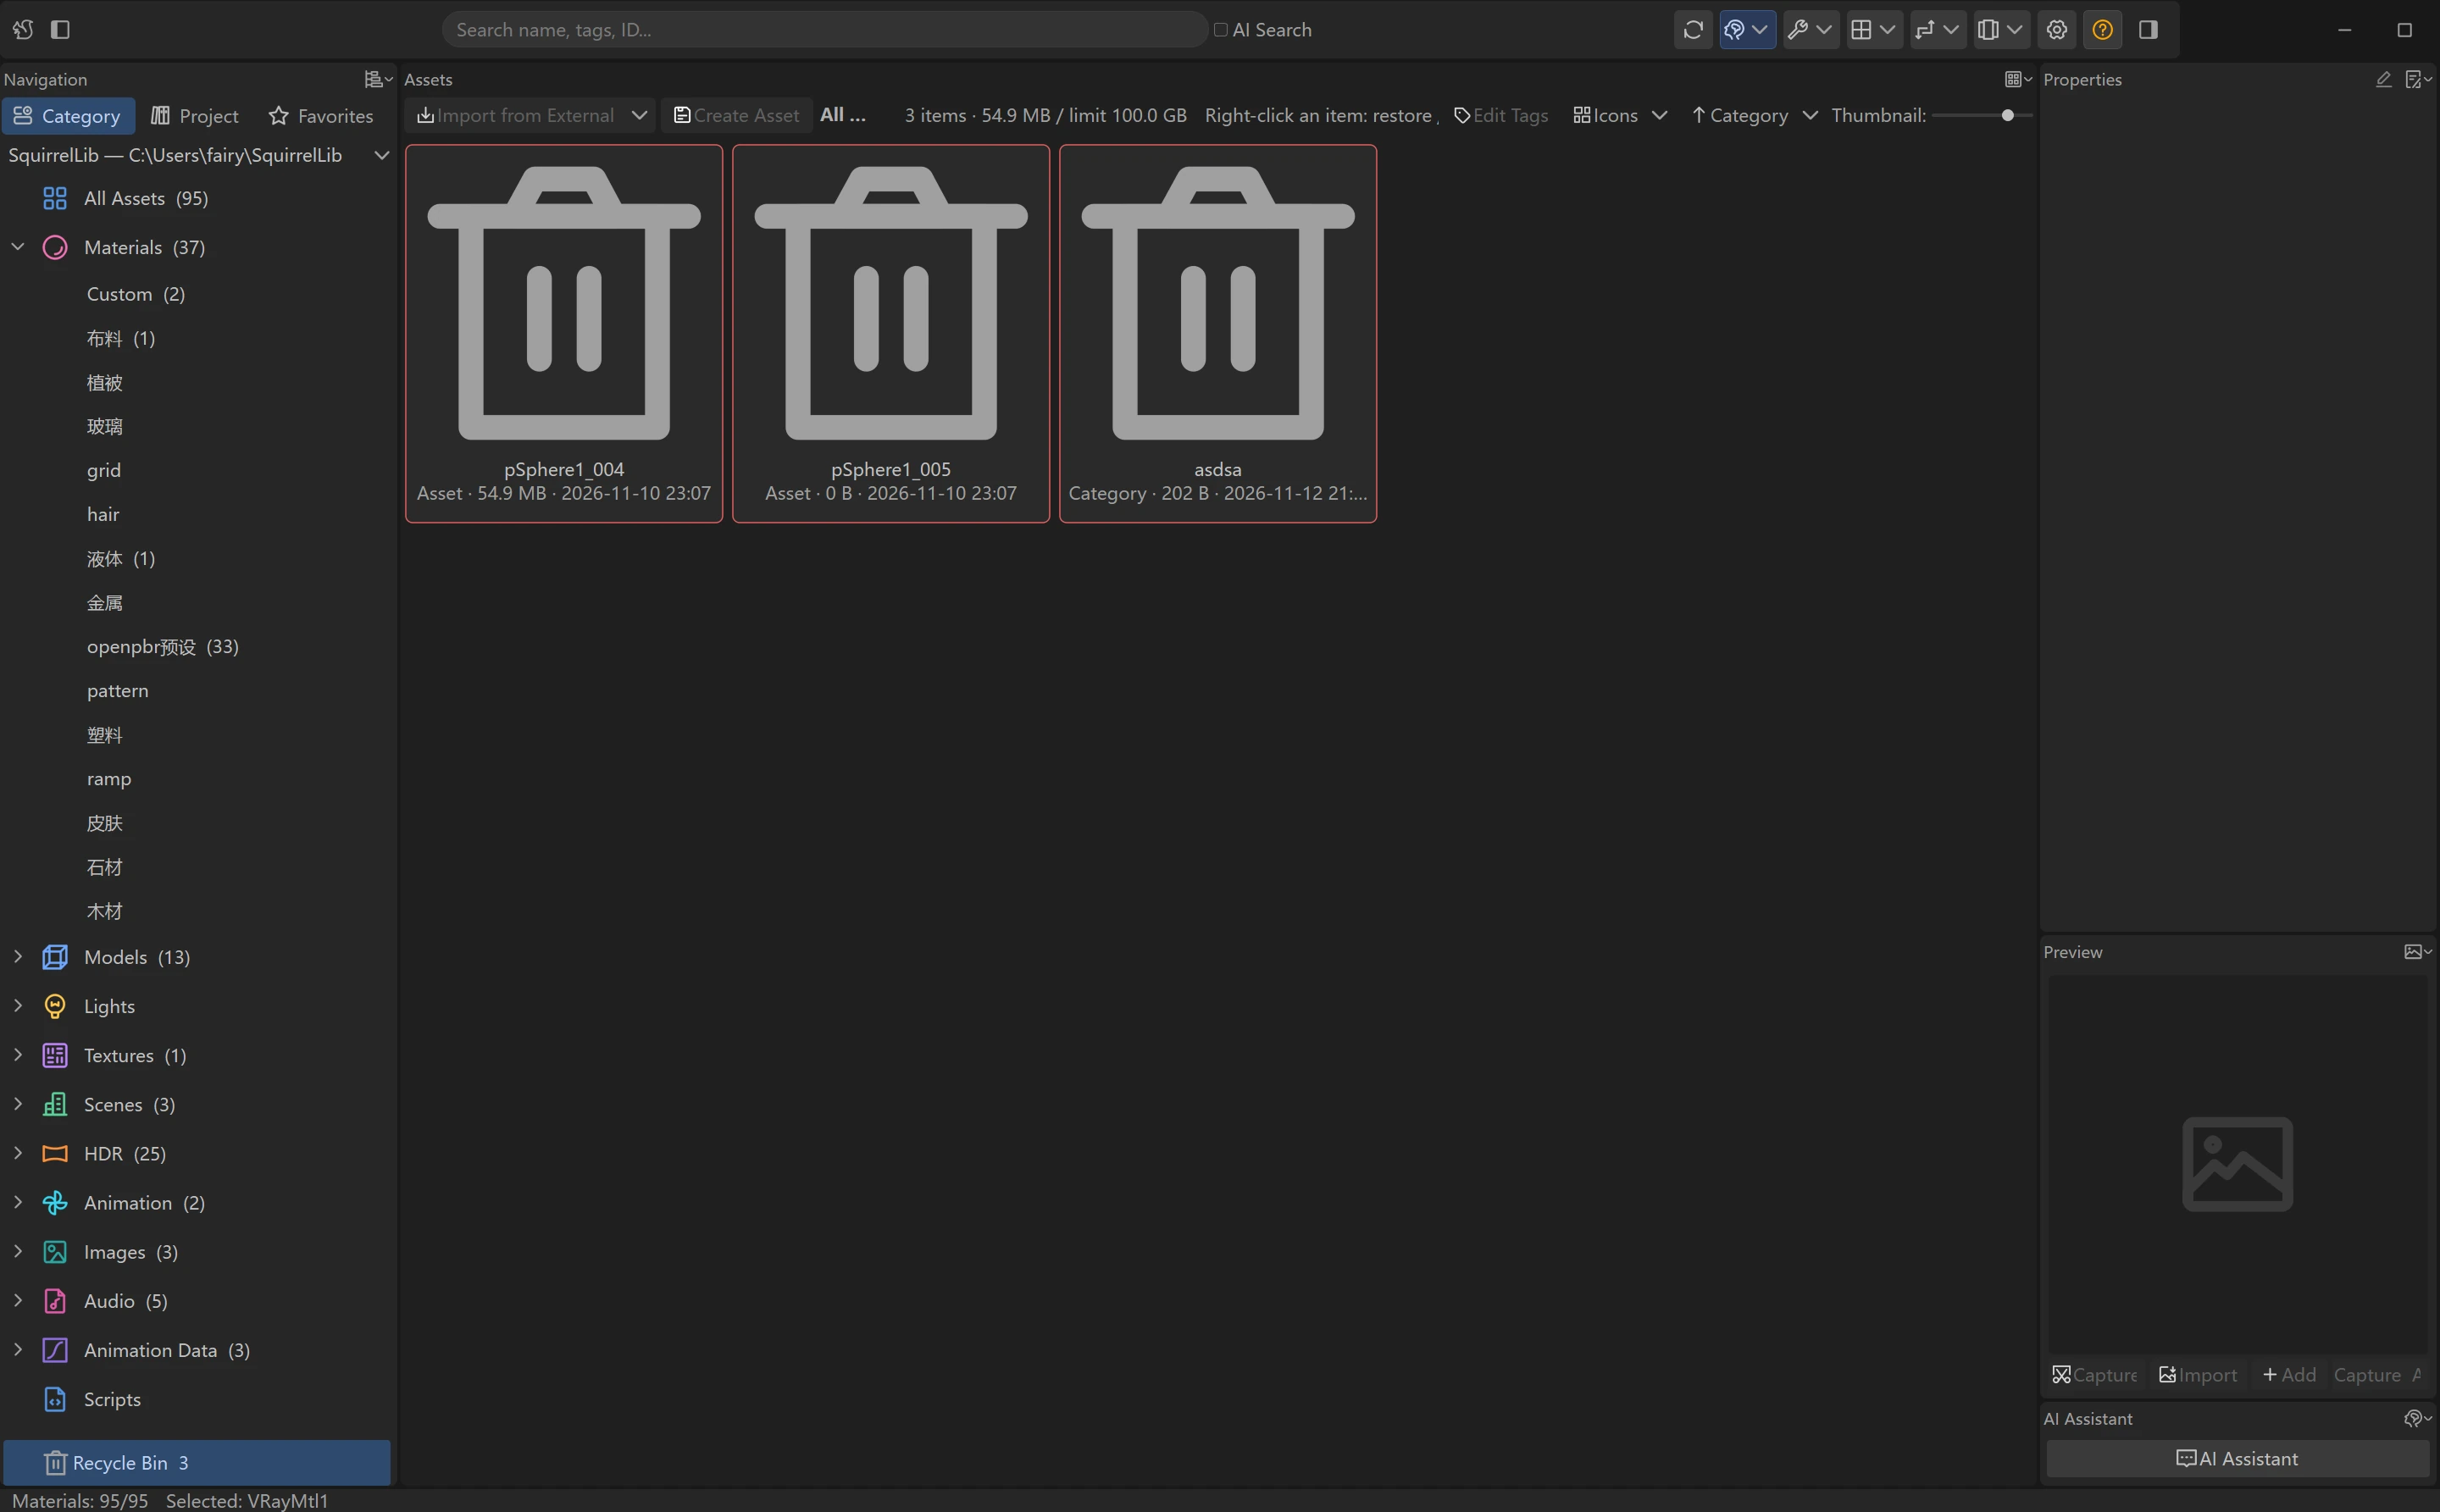 Search name, tags, ID...
AI Search
Navigation
Category
Project
Favorites
SquirrelLib — C:\Users\fairy\SquirrelLib
All Assets (95)
Materials (37)
Custom (2)
布料 (1)
植被
玻璃
grid
hair
液体 (1)
金属
openpbr预设 (33)
pattern
塑料
ramp
皮肤
石材
木材
Models (13)
Lights
Textures (1)
Scenes (3)
HDR (25)
Animation (2)
Images (3)
Audio (5)
Animation Data (3)
Scripts
Recycle Bin 3
Assets
Import from External
Create Asset
All ...
3 items · 54.9 MB / limit 100.0 GB
Right-click an item: restore
Edit Tags
Icons
Category
Thumbnail:
pSphere1_004
Asset · 54.9 MB · 2026-11-10 23:07
pSphere1_005
Asset · 0 B · 2026-11-10 23:07
asdsa
Category · 202 B · 2026-11-12 21:...
Properties
Preview
Capture
Import
+ Add
Capture A
AI Assistant
AI Assistant
Materials: 95/95 Selected: VRayMtl1